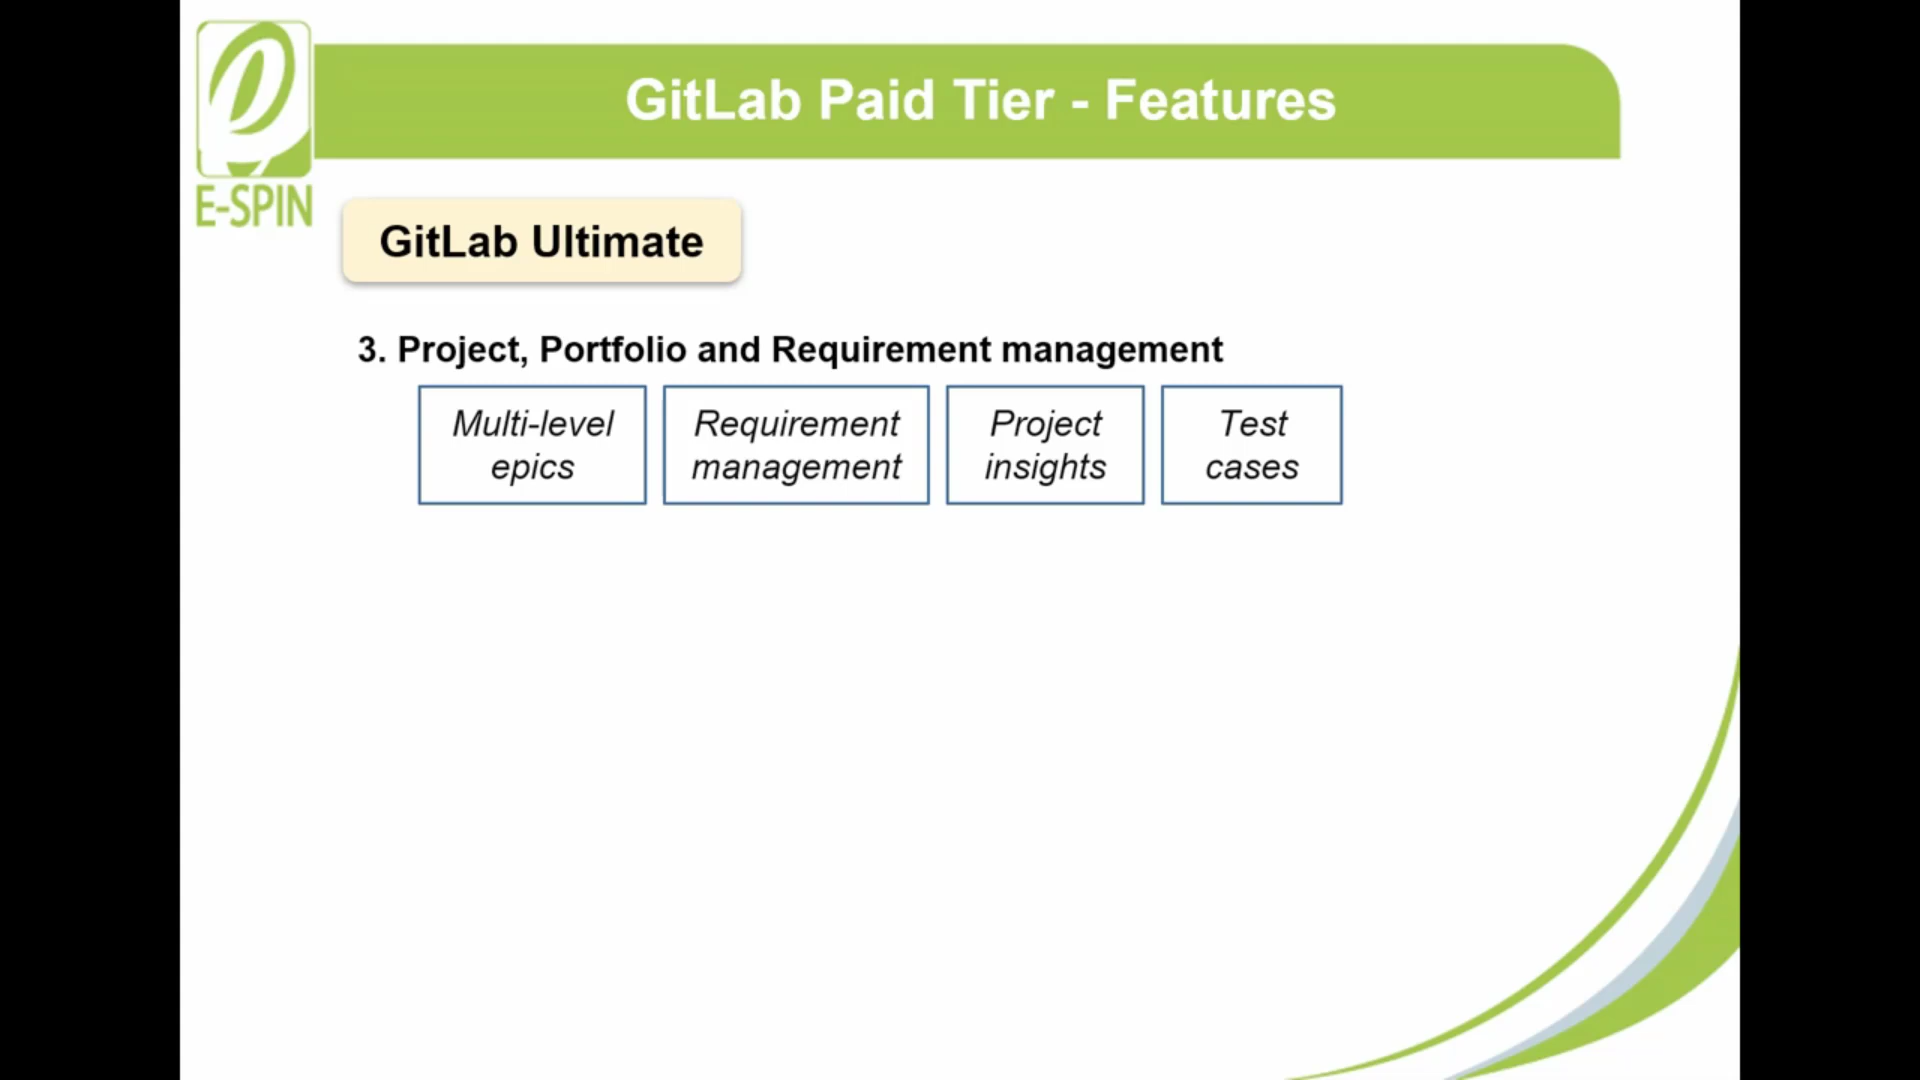 GitLab Paid Tier - Features
E-SPIN
GitLab Ultimate
3. Project, Portfolio and Requirement management
Multi-level
epics
Requirement
management
Project
insights
Test
cases